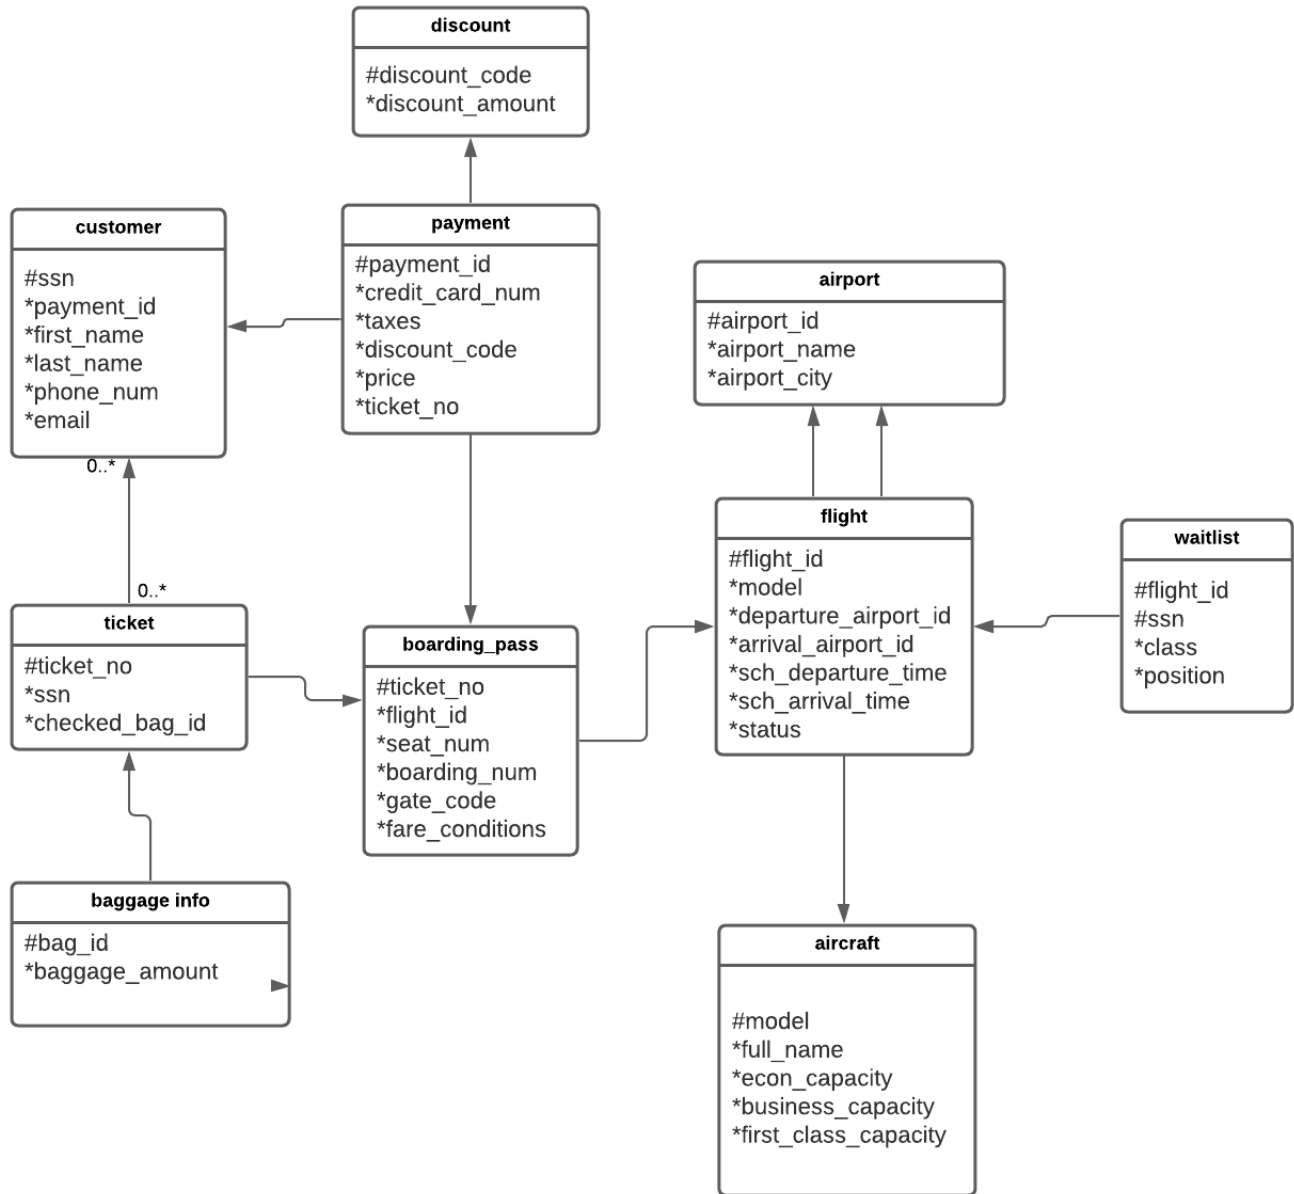 discount
#discount_code
*discount_amount
customer
#ssn
*payment_id
*first_name
*last_name
*phone_num
*email
0..*
payment
#payment_id
*credit_card_num
*taxes
*discount_code
*price
*ticket_no
airport
#airport_id
*airport_name
*airport_city
flight
#flight_id
*model
*departure_airport_id
*arrival_airport_id
*sch_departure_time
*sch_arrival_time
*status
waitlist
#flight_id
#ssn
*class
*position
0..*
ticket
#ticket_no
*ssn
*checked_bag_id
boarding_pass
#ticket_no
*flight_id
*seat_num
*boarding_num
*gate_code
*fare_conditions
baggage info
#bag_id
*baggage_amount
aircraft
#model
*full_name
*econ_capacity
*business_capacity
*first_class_capacity